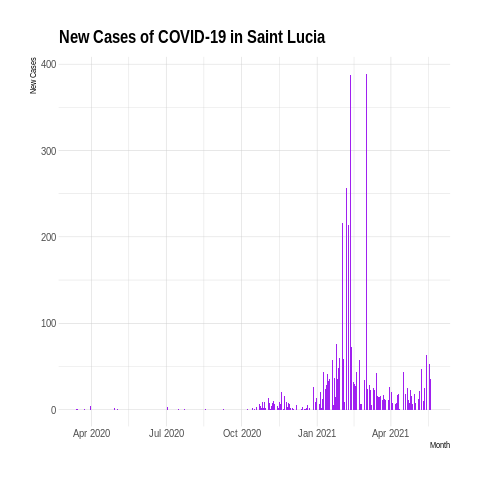 New Cases of COVID-19 in Saint Lucia
New Cases
400
300
200
100
0
Apr 2020 Jul 2020 Oct 2020 Jan 2021 Apr 2021
Month